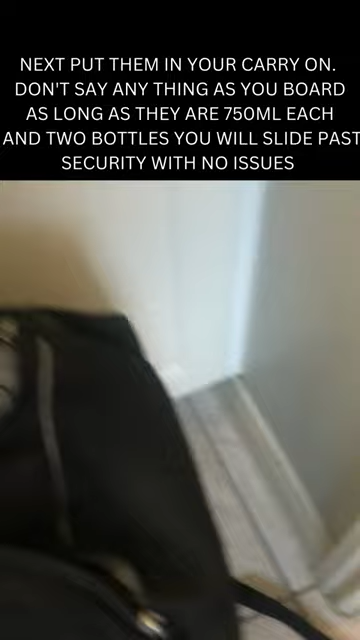 NEXT PUT THEM IN YOUR CARRY ON.
DON'T SAY ANY THING AS YOU BOARD
AS LONG AS THEY ARE 750ML EACH
AND TWO BOTTLES YOU WILL SLIDE PAST
SECURITY WITH NO ISSUES